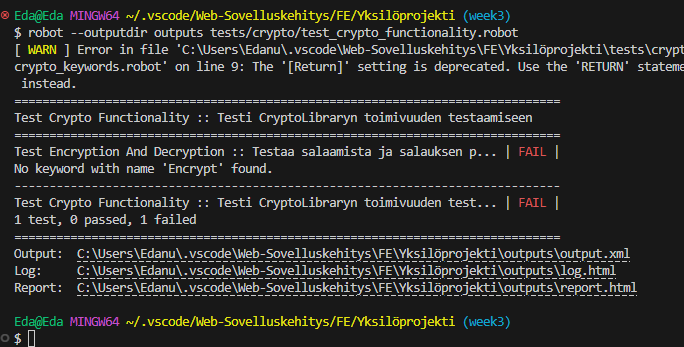 Eda@Eda MINGW64 ~/.vscode/Web-Sovelluskehitys/FE/Yksilöprojekti (week3)
$ robot --outputdir outputs tests/crypto/test_crypto_functionality.robot
[ WARN ] Error in file 'C:\Users\Edanu\.vscode\Web-Sovelluskehitys\FE\Yksilöprojekti\tests\crypt
crypto_keywords.robot' on line 9: The '[Return]' setting is deprecated. Use the 'RETURN' stateme
 instead.
==============================================================================
Test Crypto Functionality :: Testi CryptoLibraryn toimivuuden testaamiseen
==============================================================================
Test Encryption And Decryption :: Testaa salaamista ja salauksen p... | FAIL |
No keyword with name 'Encrypt' found.
------------------------------------------------------------------------------
Test Crypto Functionality :: Testi CryptoLibraryn toimivuuden test... | FAIL |
1 test, 0 passed, 1 failed
==============================================================================
Output:  C:\Users\Edanu\.vscode\Web-Sovelluskehitys\FE\Yksilöprojekti\outputs\output.xml
Log:     C:\Users\Edanu\.vscode\Web-Sovelluskehitys\FE\Yksilöprojekti\outputs\log.html
Report:  C:\Users\Edanu\.vscode\Web-Sovelluskehitys\FE\Yksilöprojekti\outputs\report.html
Eda@Eda MINGW64 ~/.vscode/Web-Sovelluskehitys/FE/Yksilöprojekti (week3)
$